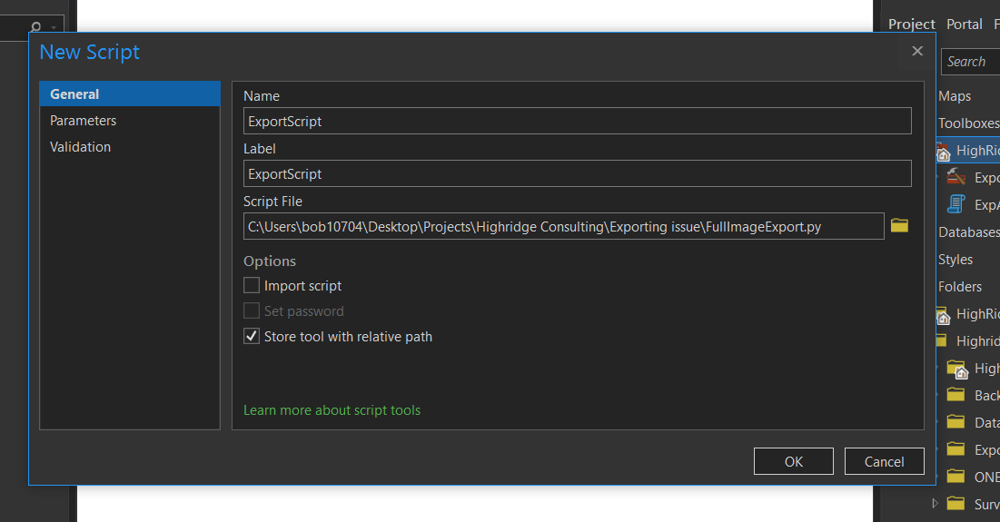 New Script
General
Parameters
Validation
Name
ExportScript
Label
ExportScript
Script File
C:\Users\bob10704\Desktop\Projects\Highridge Consulting\Exporting issue\FullImageExport.py
Options
Import script
Set password
Store tool with relative path
Learn more about script tools
OK
Cancel
Project
Portal
Search
Maps
Toolboxes
HighRi
Expo
ExpA
Databases
Styles
Folders
HighRi
Highrid
High
Back
Data
Expo
ONE
Surv